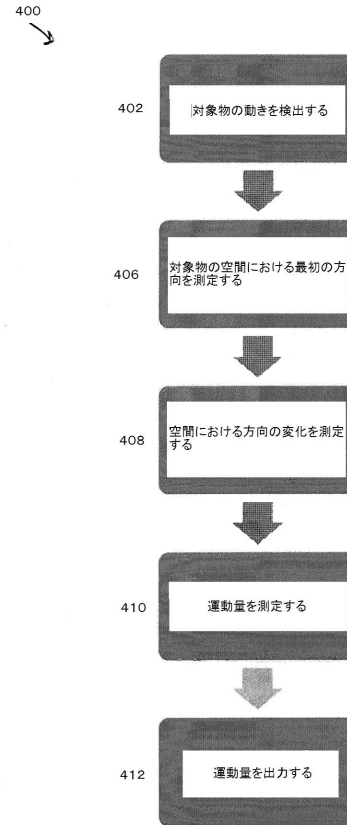 400
402
対象物の動きを検出する
406
対象物の空間における最初の方
向を測定する
408
空間における方向の変化を測定
する
410
運動量を測定する
412
運動量を出力する